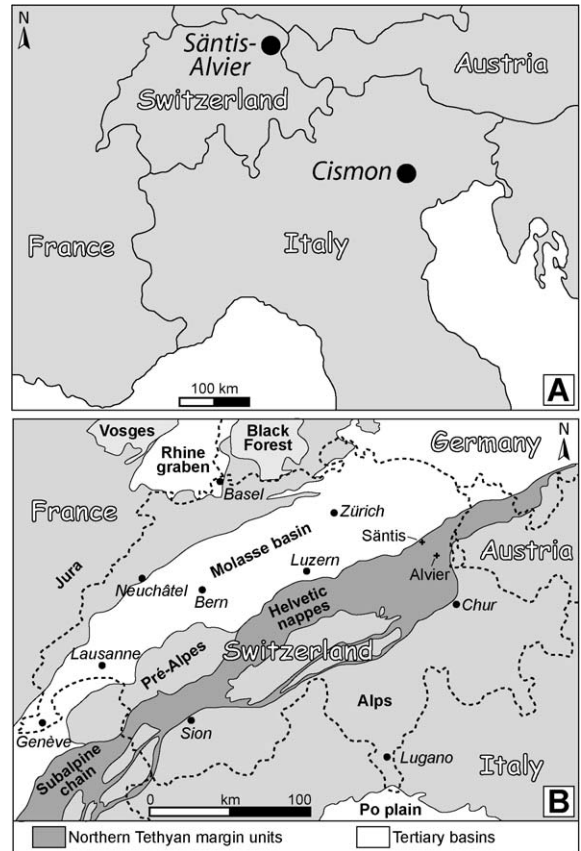 N
Säntis-
Alvier
Switzerland
Austria
Cismon
France
Italy
100 km
A
Vosges
Black
Forest
Rhine
graben
Germany
N
Basel
France
Zürich
Säntis
Austria
Jura
Molasse basin
Alvier
Neuchâtel
Luzern
Bern
Helvetic
nappes
Chur
Lausanne
Pré-Alpes
Switzerland
Alps
Genève
Sion
Lugano
Subalpine
chain
Italy
0 km 100
Po plain
B
Northern Tethyan margin units
Tertiary basins